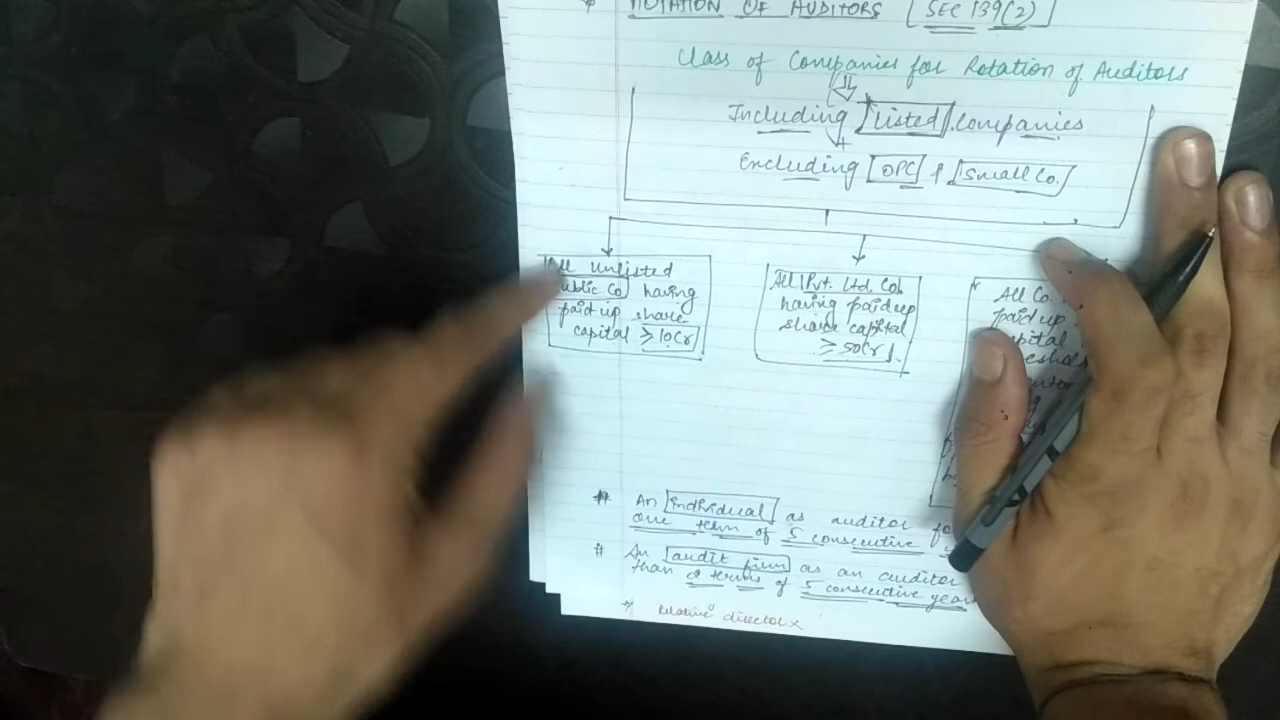 ROTATION OF AUDITORS [SEC 139(2)]
Class of Companies for Rotation of Auditors
Including listed companies
+
Excluding OPC & Small Co.
All Unlisted
Public Co having
paid up share
capital ≥ 10Cr
All Pvt. Ltd. Co.
having paid up
share capital
≥ 50Cr.
All Co.
paid up
# An individual as auditor
one term of 5 consecutive
# An audit firm as an auditor
than 2 terms of 5 consecutive year
Relative director x